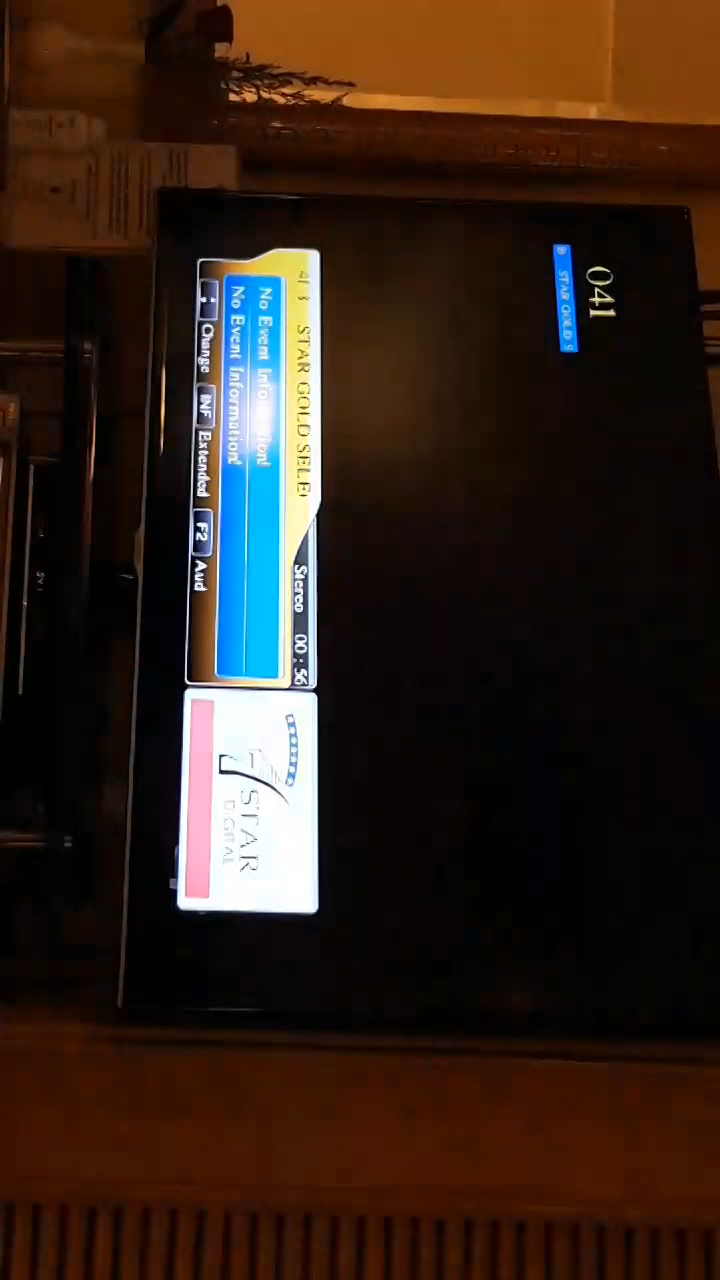 041
STAR GOLD S
STAR GOLD SELE
Stereo 00:56
No Event Information!
No Event Information!
Change INF Extended F2 Aud
7 STAR
DIGITAL